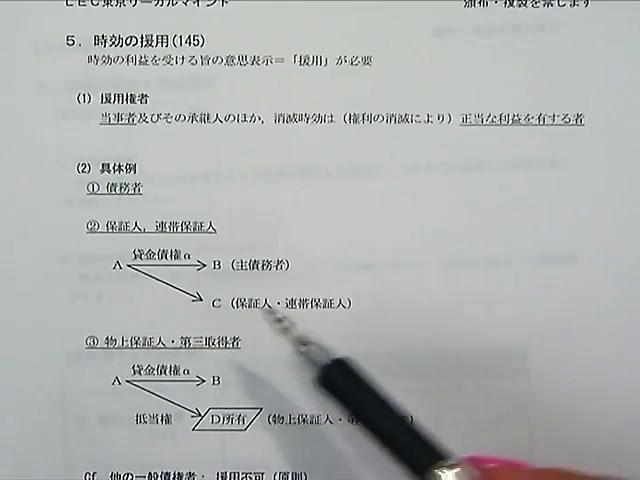 LEC東京リーガルマインド 頒布・複製を禁じます
5. 時効の援用(145)
時効の利益を受ける旨の意思表示＝「援用」が必要
(1) 援用権者
当事者及びその承継人のほか，消滅時効は（権利の消滅により）正当な利益を有する者
(2) 具体例
① 債務者
② 保証人，連帯保証人
貸金債権α
A B（主債務者）
C（保証人・連帯保証人）
③ 物上保証人・第三取得者
貸金債権α
A B
抵当権 D所有 （物上保証人・
Cf. 他の一般債権者： 援用不可（原則）